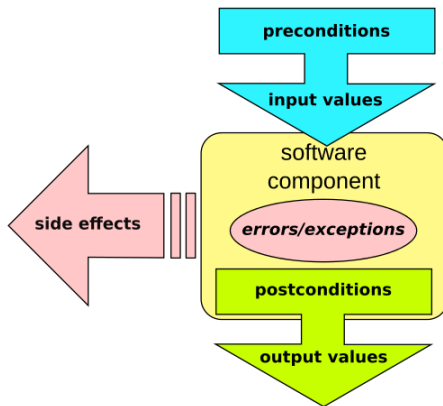 preconditions
input values
software
component
side effects
errors/exceptions
postconditions
output values